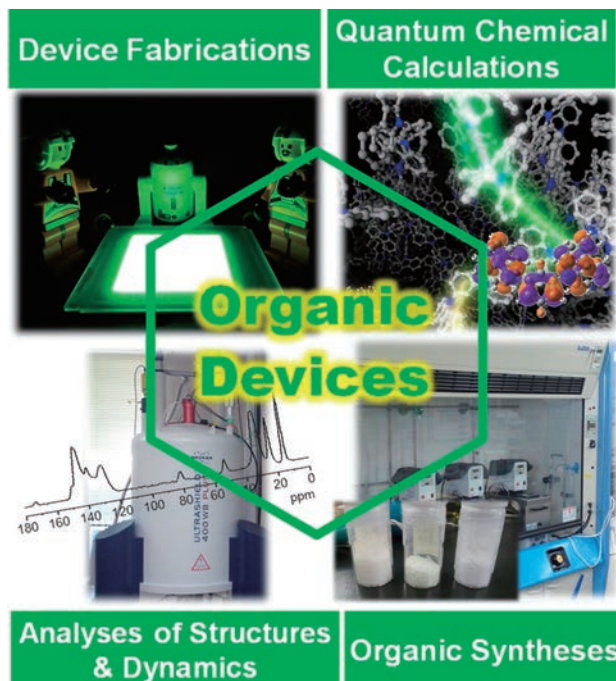 Device Fabrications
Quantum Chemical
Calculations
Organic
Devices
180 160 140 120 100 80 60 40 20 0
ppm
ULTRASHIELD
400WB PLUS
Analyses of Structures
& Dynamics
Organic Syntheses